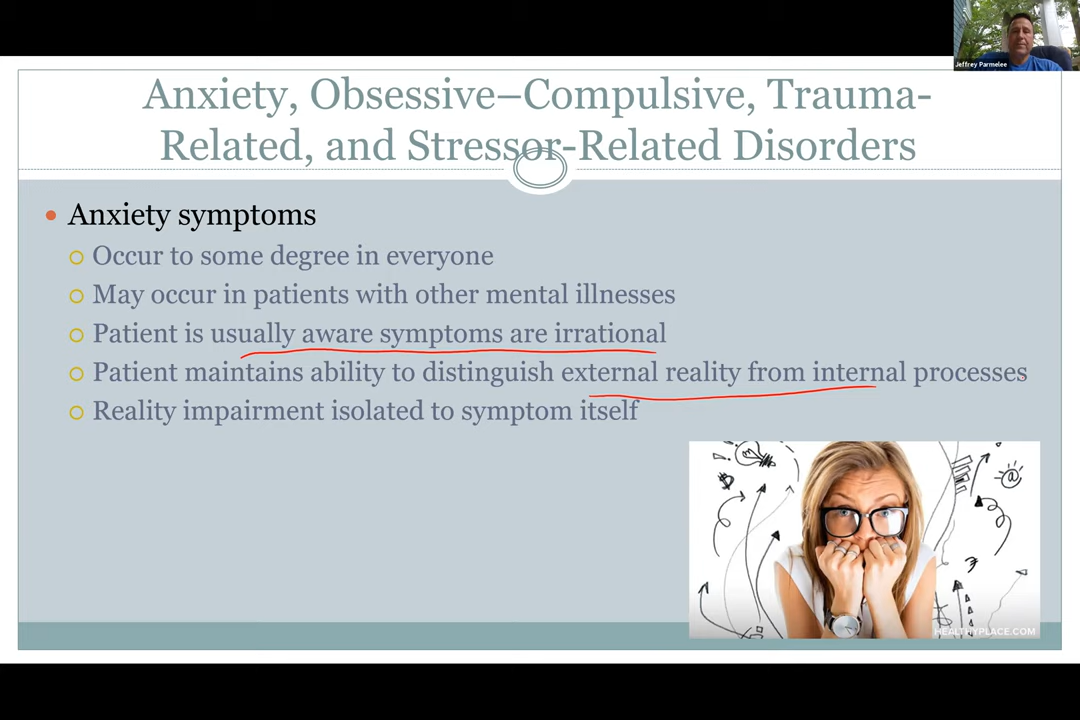 Jeffrey Parmelee
Anxiety, Obsessive–Compulsive, Trauma-
Related, and Stressor-Related Disorders
Anxiety symptoms
Occur to some degree in everyone
May occur in patients with other mental illnesses
Patient is usually aware symptoms are irrational
Patient maintains ability to distinguish external reality from internal processes
Reality impairment isolated to symptom itself
HEALTHYPLACE.COM